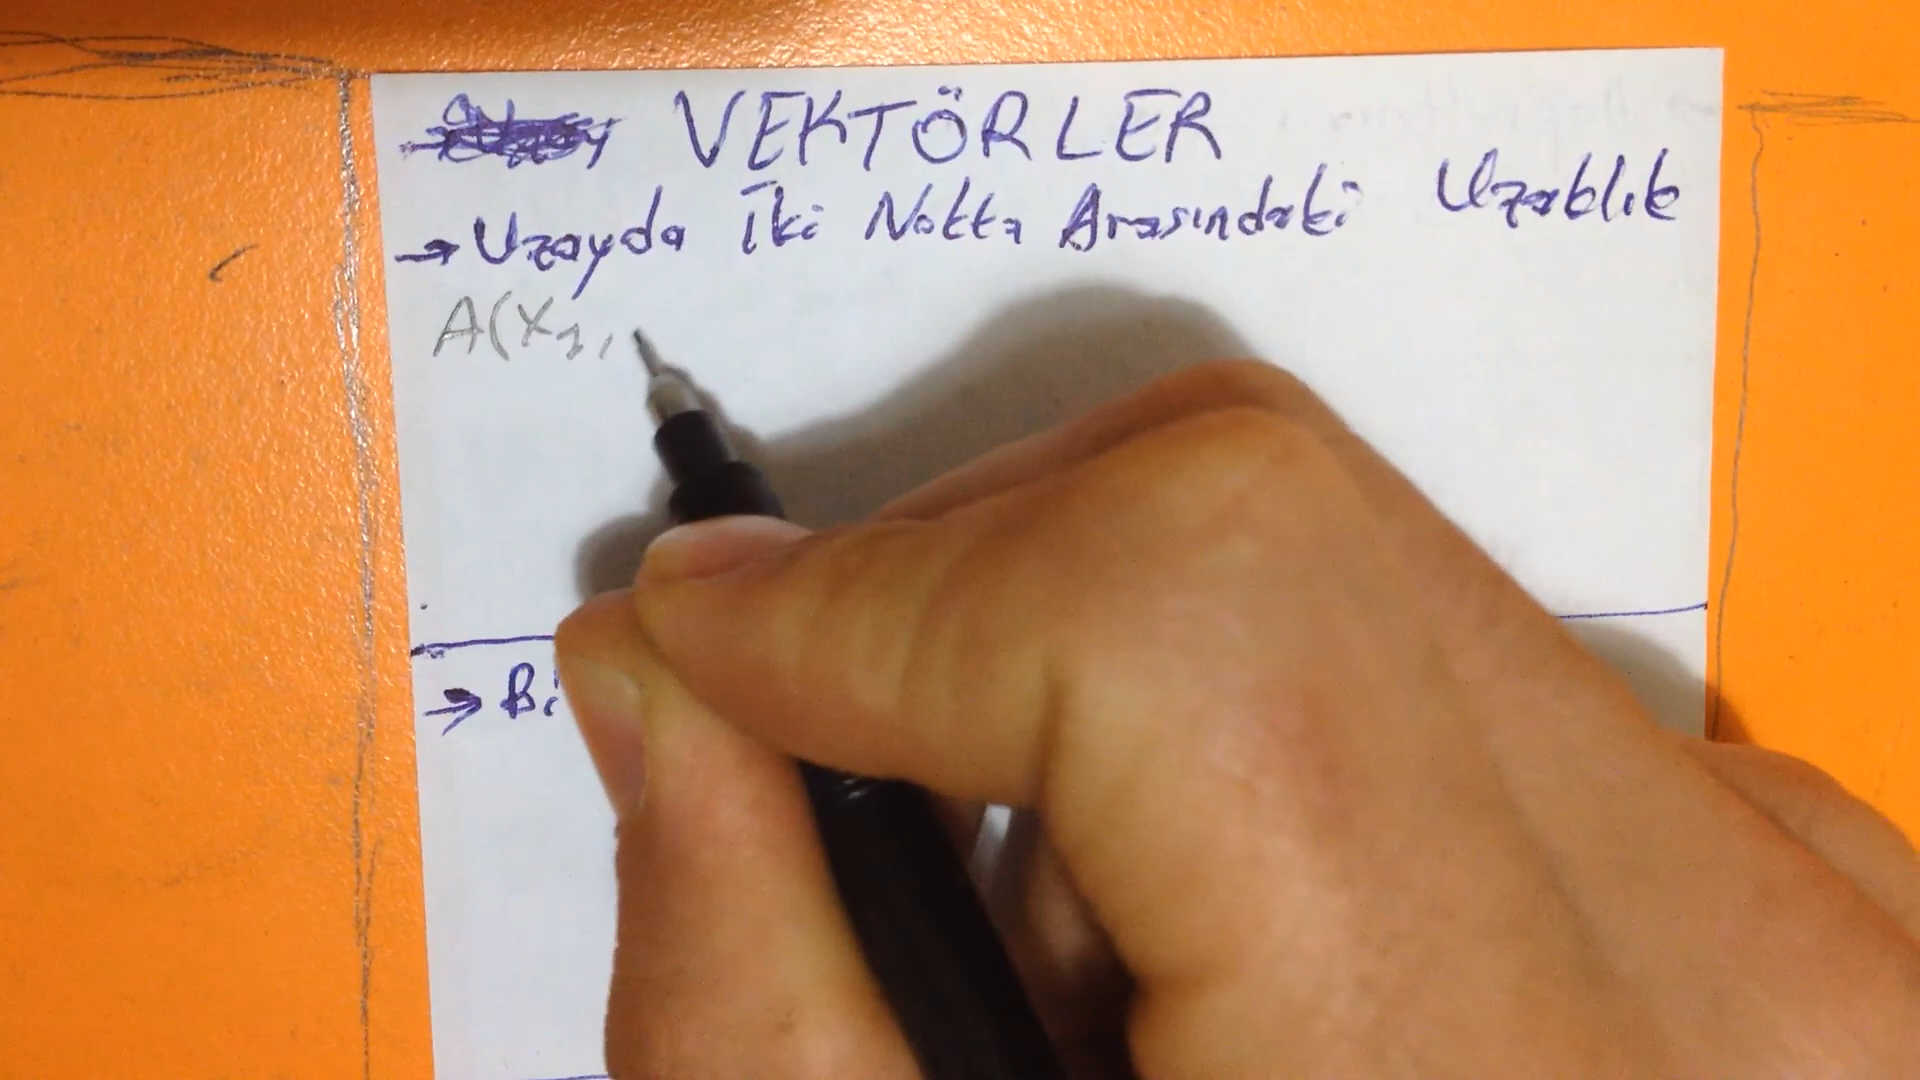 VEKTÖRLER
→ Uzayda İki Nokta Arasındaki Uzaklık
A(x₁,
→ Bi